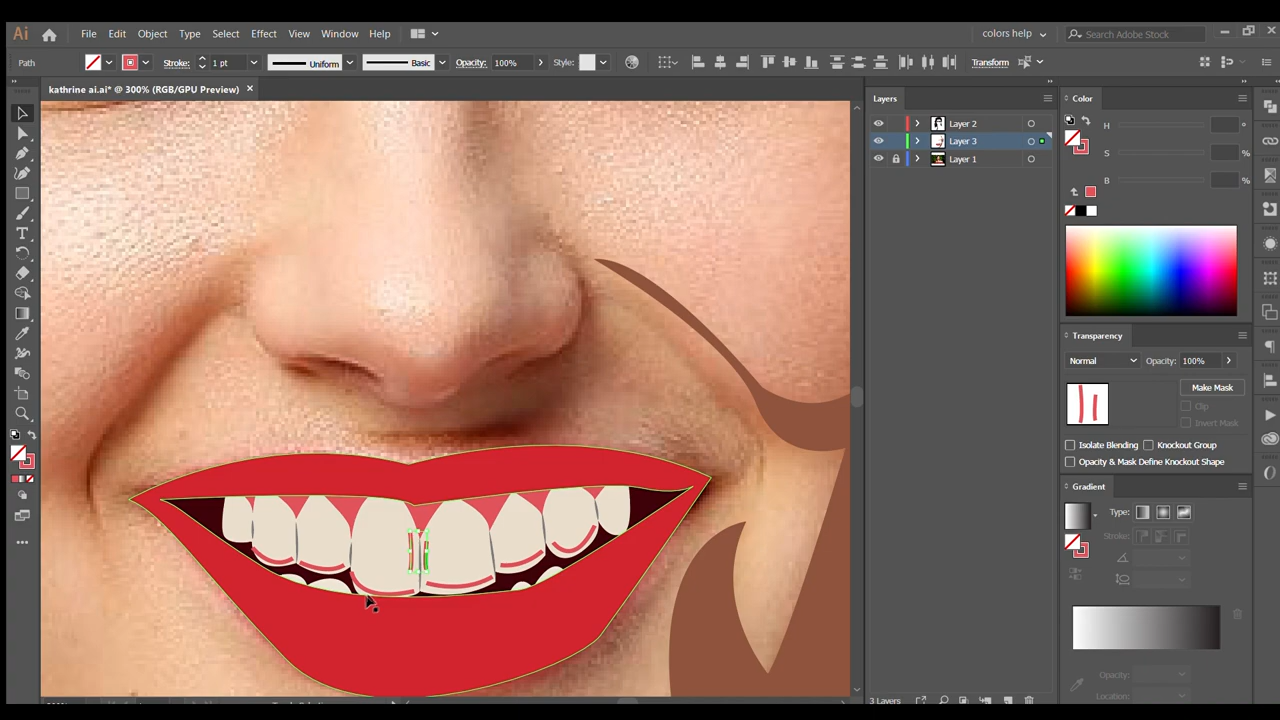 Ai File Edit Object Type Select Effect View Window Help colors help Search Adobe Stock
Path Stroke: 1 pt Uniform Basic Opacity: 100% Style: Transform
kathrine ai.ai* @ 300% (RGB/GPU Preview) ×
Layers
Layer 2
Layer 3
Layer 1
3 Layers
Color
H °
S %
B %
Transparency
Normal Opacity: 100%
Make Mask
Clip
Invert Mask
Isolate Blending Knockout Group
Opacity & Mask Define Knockout Shape
Gradient
Type:
Stroke:
Opacity:
Location: